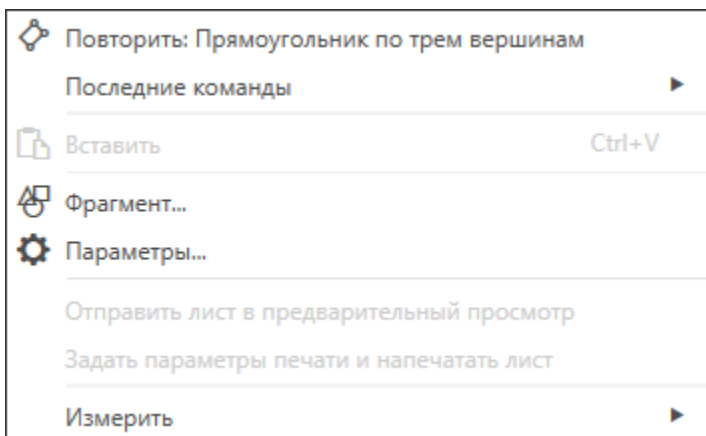 Повторить: Прямоугольник по трем вершинам
Последние команды
Вставить Ctrl+V
Фрагмент...
Параметры...
Отправить лист в предварительный просмотр
Задать параметры печати и напечатать лист
Измерить